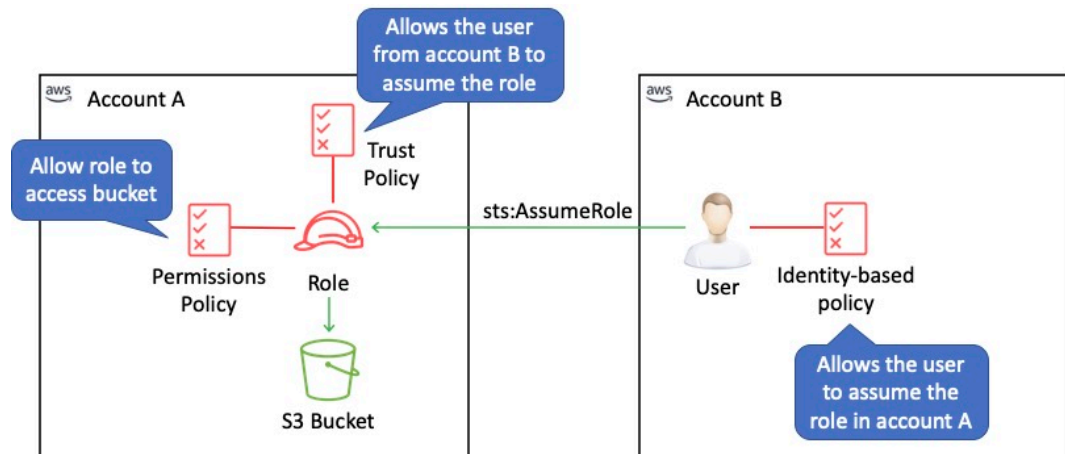 Allows the user
from account B to
assume the role
aws
Account A
aws
Account B
Trust
Policy
Allow role to
access bucket
sts:AssumeRole
Permissions
Policy
Role
User
Identity-based
policy
S3 Bucket
Allows the user
to assume the
role in account A